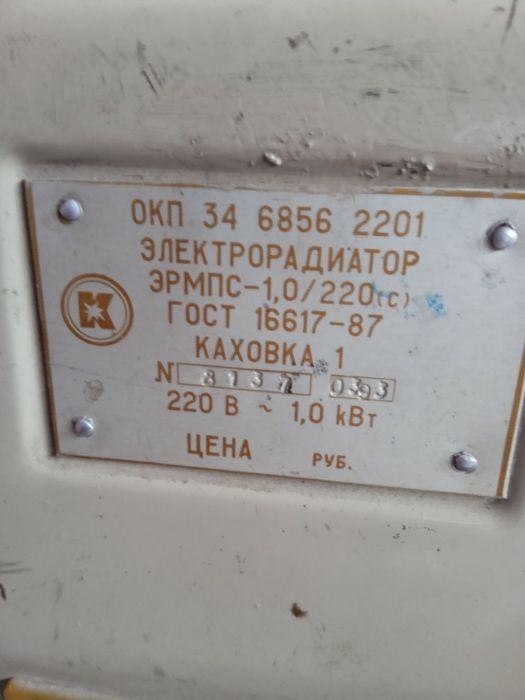 ОКП 34 6856 2201
ЭЛЕКТРОРАДИАТОР
ЭРМПС-1,0/220(с)
ГОСТ 16617-87
К
КАХОВКА 1
N 0393
220 В ~ 1,0 кВт
ЦЕНА РУБ.